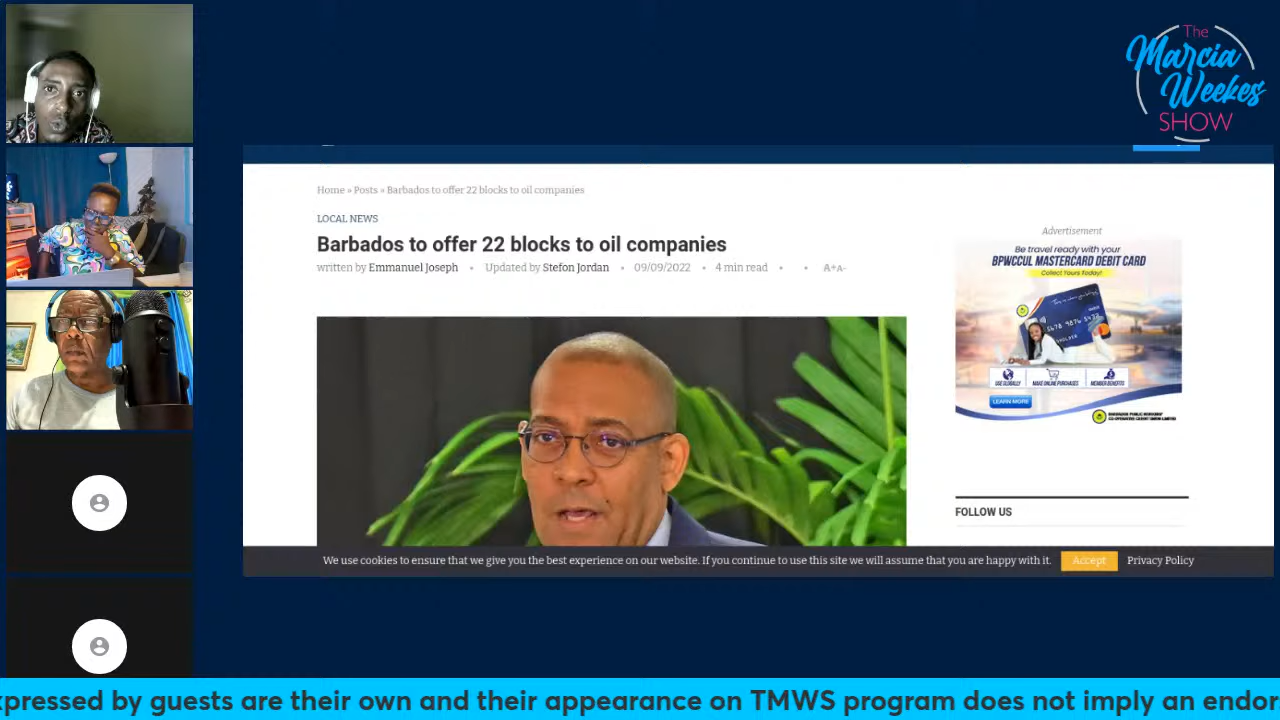 The
Marcia
Weekes
SHOW
Home » Posts » Barbados to offer 22 blocks to oil companies
LOCAL NEWS
Barbados to offer 22 blocks to oil companies
written by Emmanuel Joseph • Updated by Stefon Jordan • 09/09/2022 • 4 min read • • A+A-
Advertisement
Be travel ready with your
BPWCCUL MASTERCARD DEBIT CARD
Collect Yours Today!
5678 9876 5432
USE GLOBALLY
MAKE ONLINE PURCHASES
MEMBER BENEFITS
LEARN MORE
FOLLOW US
We use cookies to ensure that we give you the best experience on our website. If you continue to use this site we will assume that you are happy with it. Accept Privacy Policy
xpressed by guests are their own and their appearance on TMWS program does not imply an endor